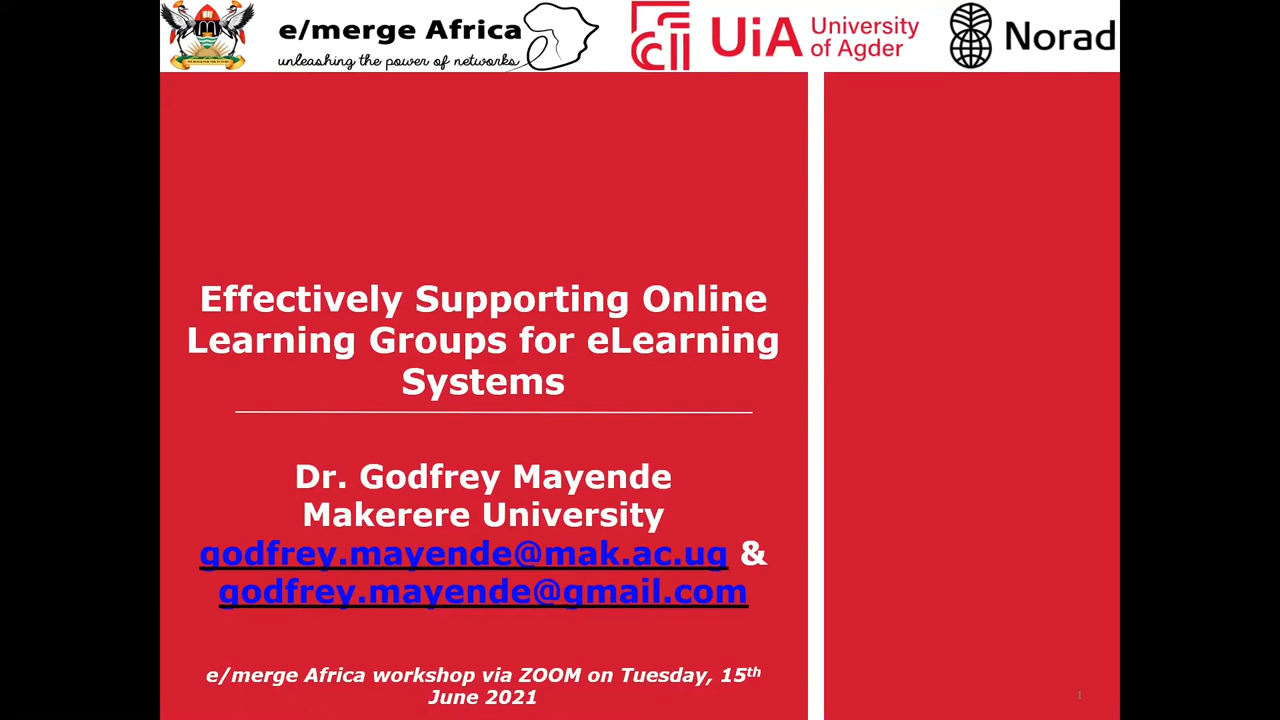 e/merge Africa
unleashing the power of networks
UiA University
of Agder
Norad
Effectively Supporting Online
Learning Groups for eLearning
Systems
Dr. Godfrey Mayende
Makerere University
godfrey.mayende@mak.ac.ug &
godfrey.mayende@gmail.com
e/merge Africa workshop via ZOOM on Tuesday, 15th
June 2021
1